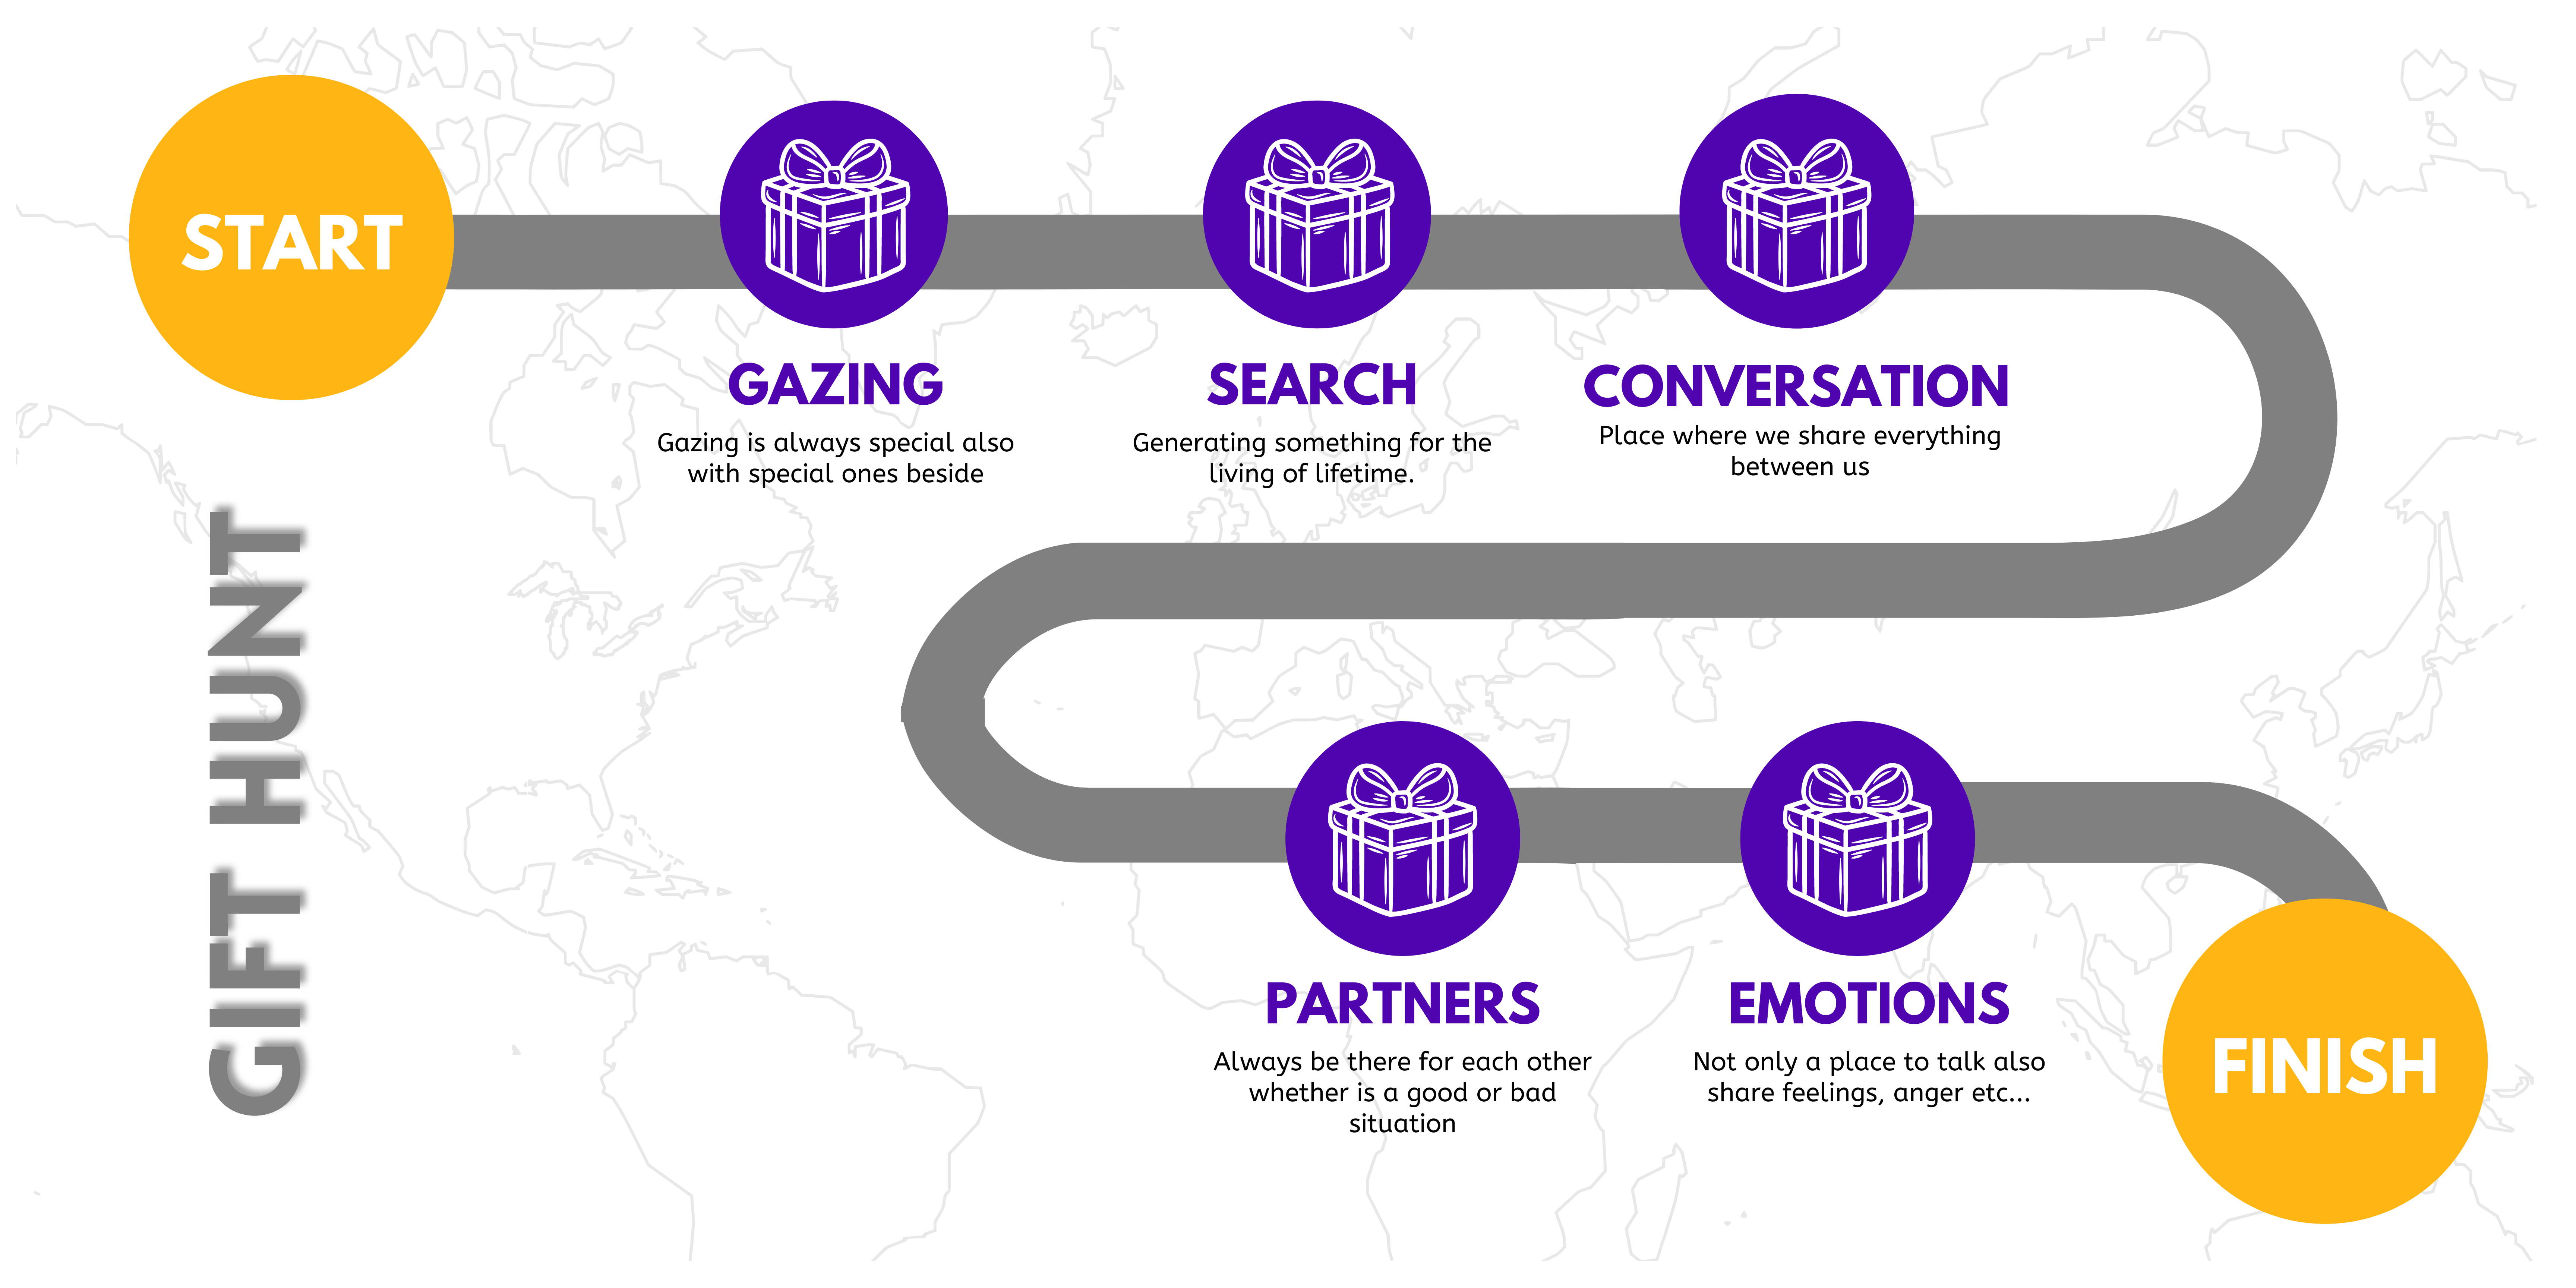 START
GAZING
Gazing is always special also
with special ones beside
SEARCH
Generating something for the
living of lifetime.
CONVERSATION
Place where we share everything
between us
GIFT HUNT
PARTNERS
Always be there for each other
whether is a good or bad
situation
EMOTIONS
Not only a place to talk also
share feelings, anger etc...
FINISH